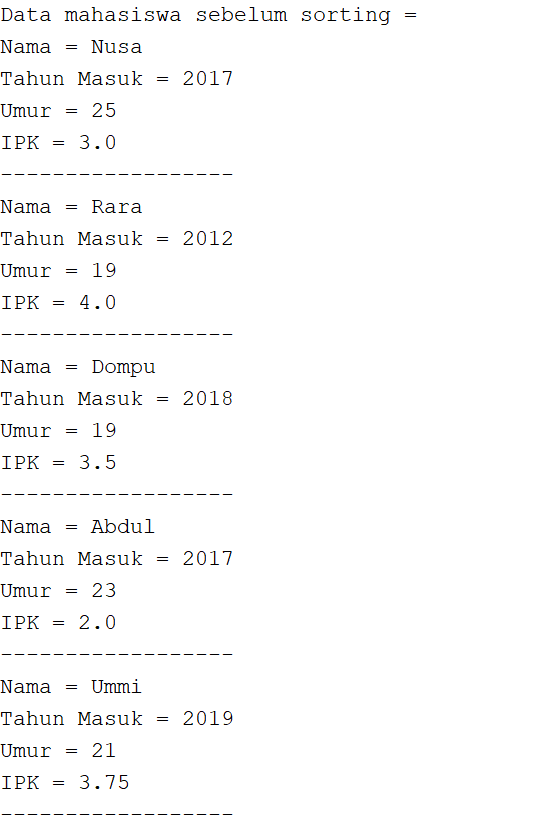 Data mahasiswa sebelum sorting =
Nama = Nusa
Tahun Masuk = 2017
Umur = 25
IPK = 3.0
------------------
Nama = Rara
Tahun Masuk = 2012
Umur = 19
IPK = 4.0
------------------
Nama = Dompu
Tahun Masuk = 2018
Umur = 19
IPK = 3.5
------------------
Nama = Abdul
Tahun Masuk = 2017
Umur = 23
IPK = 2.0
------------------
Nama = Ummi
Tahun Masuk = 2019
Umur = 21
IPK = 3.75
------------------